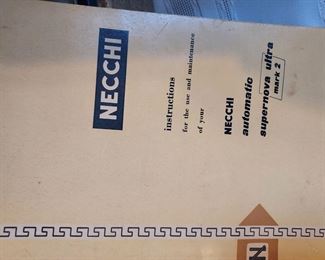 NECCHI
instructions
for the use and maintenance
of your
NECCHI
automatic
supernova ultra
mark 2
N